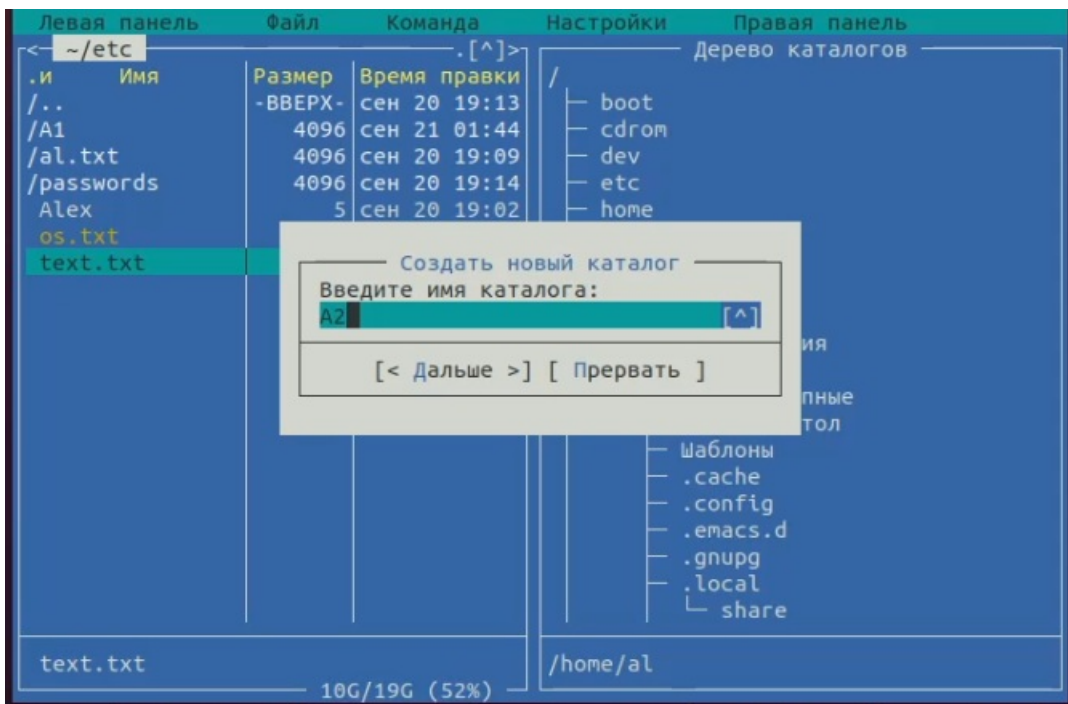 Левая панель Файл Команда Настройки Правая панель
<─ ~/etc .[^]>
.и Имя Размер Время правки
/.. -ВВЕРХ- сен 20 19:13
/A1 4096 сен 21 01:44
/al.txt 4096 сен 20 19:09
/passwords 4096 сен 20 19:14
Alex 5 сен 20 19:02
os.txt
text.txt
Дерево каталогов
/
boot
cdrom
dev
etc
home
Создать новый каталог
Введите имя каталога:
A2 [^]
[< Дальше >] [ Прервать ]
ия
пные
тол
Шаблоны
.cache
.config
.emacs.d
.gnupg
.local
share
text.txt
10G/19G (52%)
/home/al